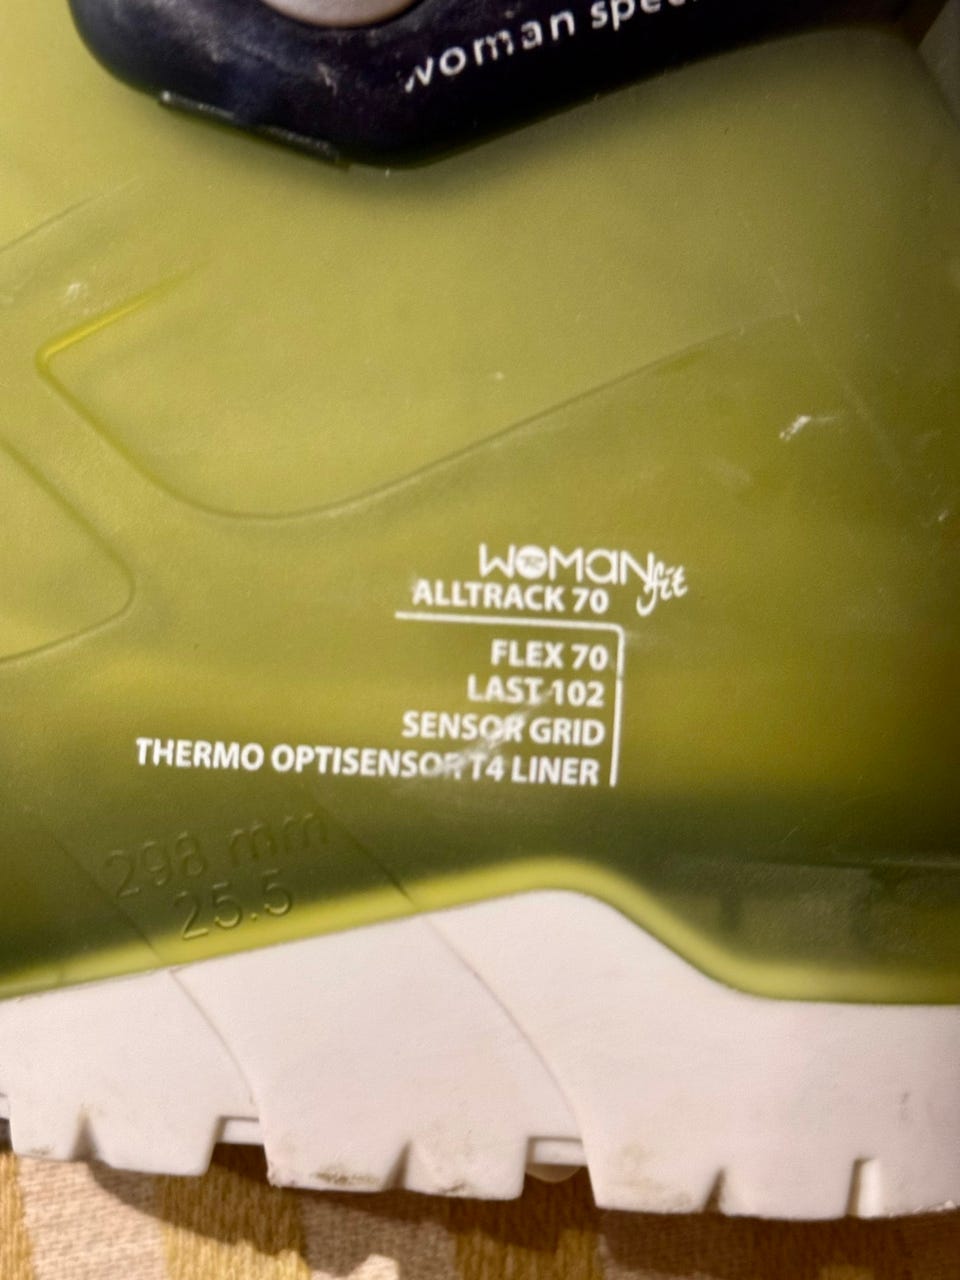 woman
WOMAN fit
ALLTRACK 70
FLEX 70
LAST 102
SENSOR GRID
THERMO OPTISENSOR T4 LINER
298 mm
25.5